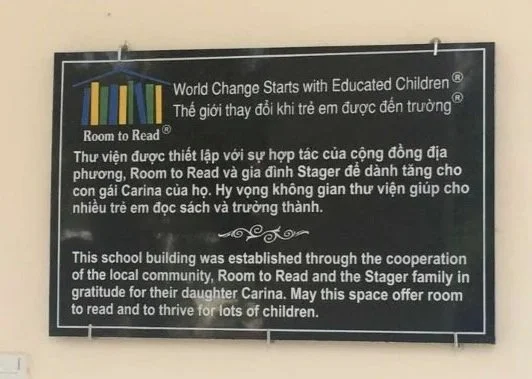 World Change Starts with Educated Children®
Thế giới thay đổi khi trẻ em được đến trường®
Room to Read®
Thư viện được thiết lập với sự hợp tác của cộng đồng địa
phương, Room to Read và gia đình Stager để dành tặng cho
con gái Carina của họ. Hy vọng không gian thư viện giúp cho
nhiều trẻ em đọc sách và trưởng thành.
This school building was established through the cooperation
of the local community, Room to Read and the Stager family in
gratitude for their daughter Carina. May this space offer room
to read and to thrive for lots of children.